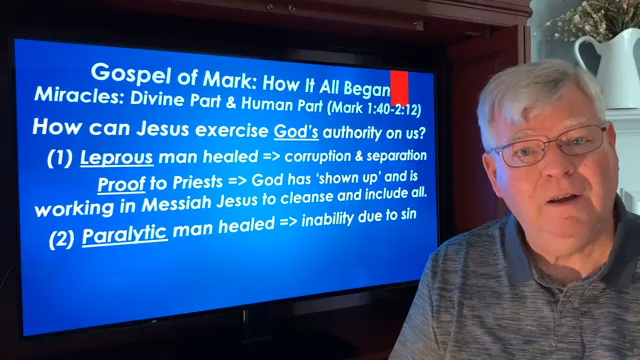 Gospel of Mark: How It All Began
Miracles: Divine Part & Human Part (Mark 1:40-2:12)
How can Jesus exercise God's authority on us?
(1) Leprous man healed => corruption & separation
Proof to Priests => God has 'shown up' and is
working in Messiah Jesus to cleanse and include all.
(2) Paralytic man healed => inability due to sin